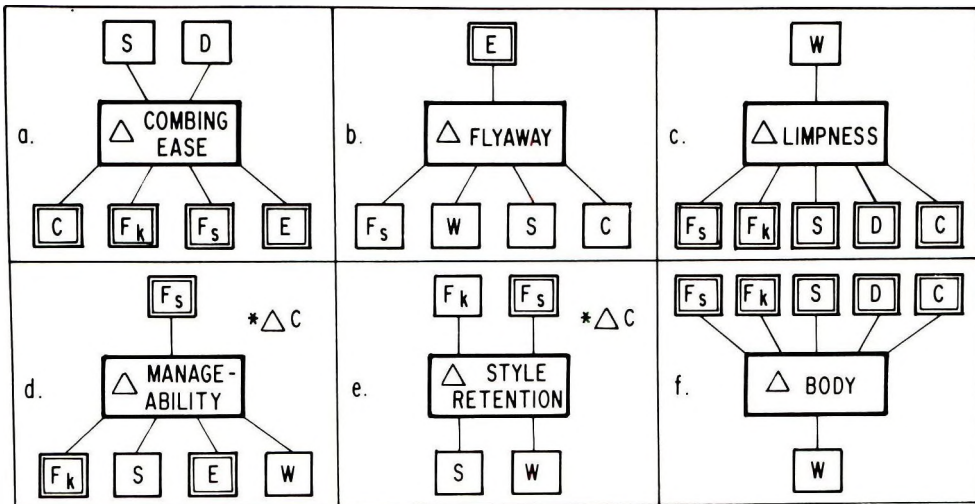 S D
a. △ COMBING
EASE
C Fk Fs E
E
b. △ FLYAWAY
Fs W S C
W
c. △ LIMPNESS
Fs Fk S D C
Fs
*△ C
d. △ MANAGE-
ABILITY
Fk S E W
Fk Fs
*△ C
e. △ STYLE
RETENTION
S W
Fs Fk S D C
f. △ BODY
W